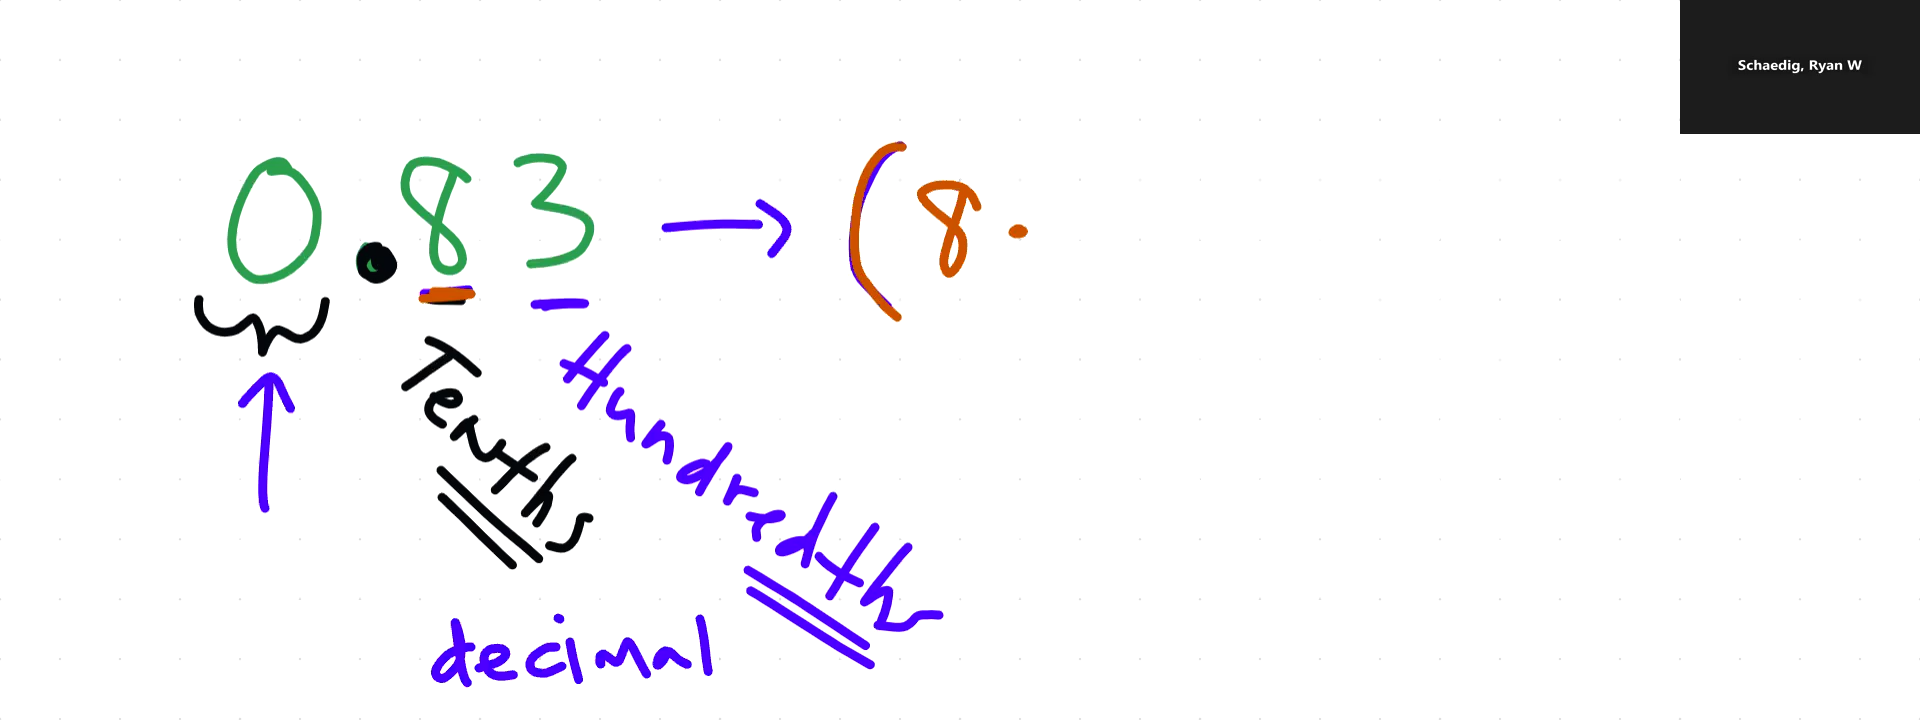 Schaedig, Ryan W
0.83 → (8 ·
Tenths
Hundredths
decimal